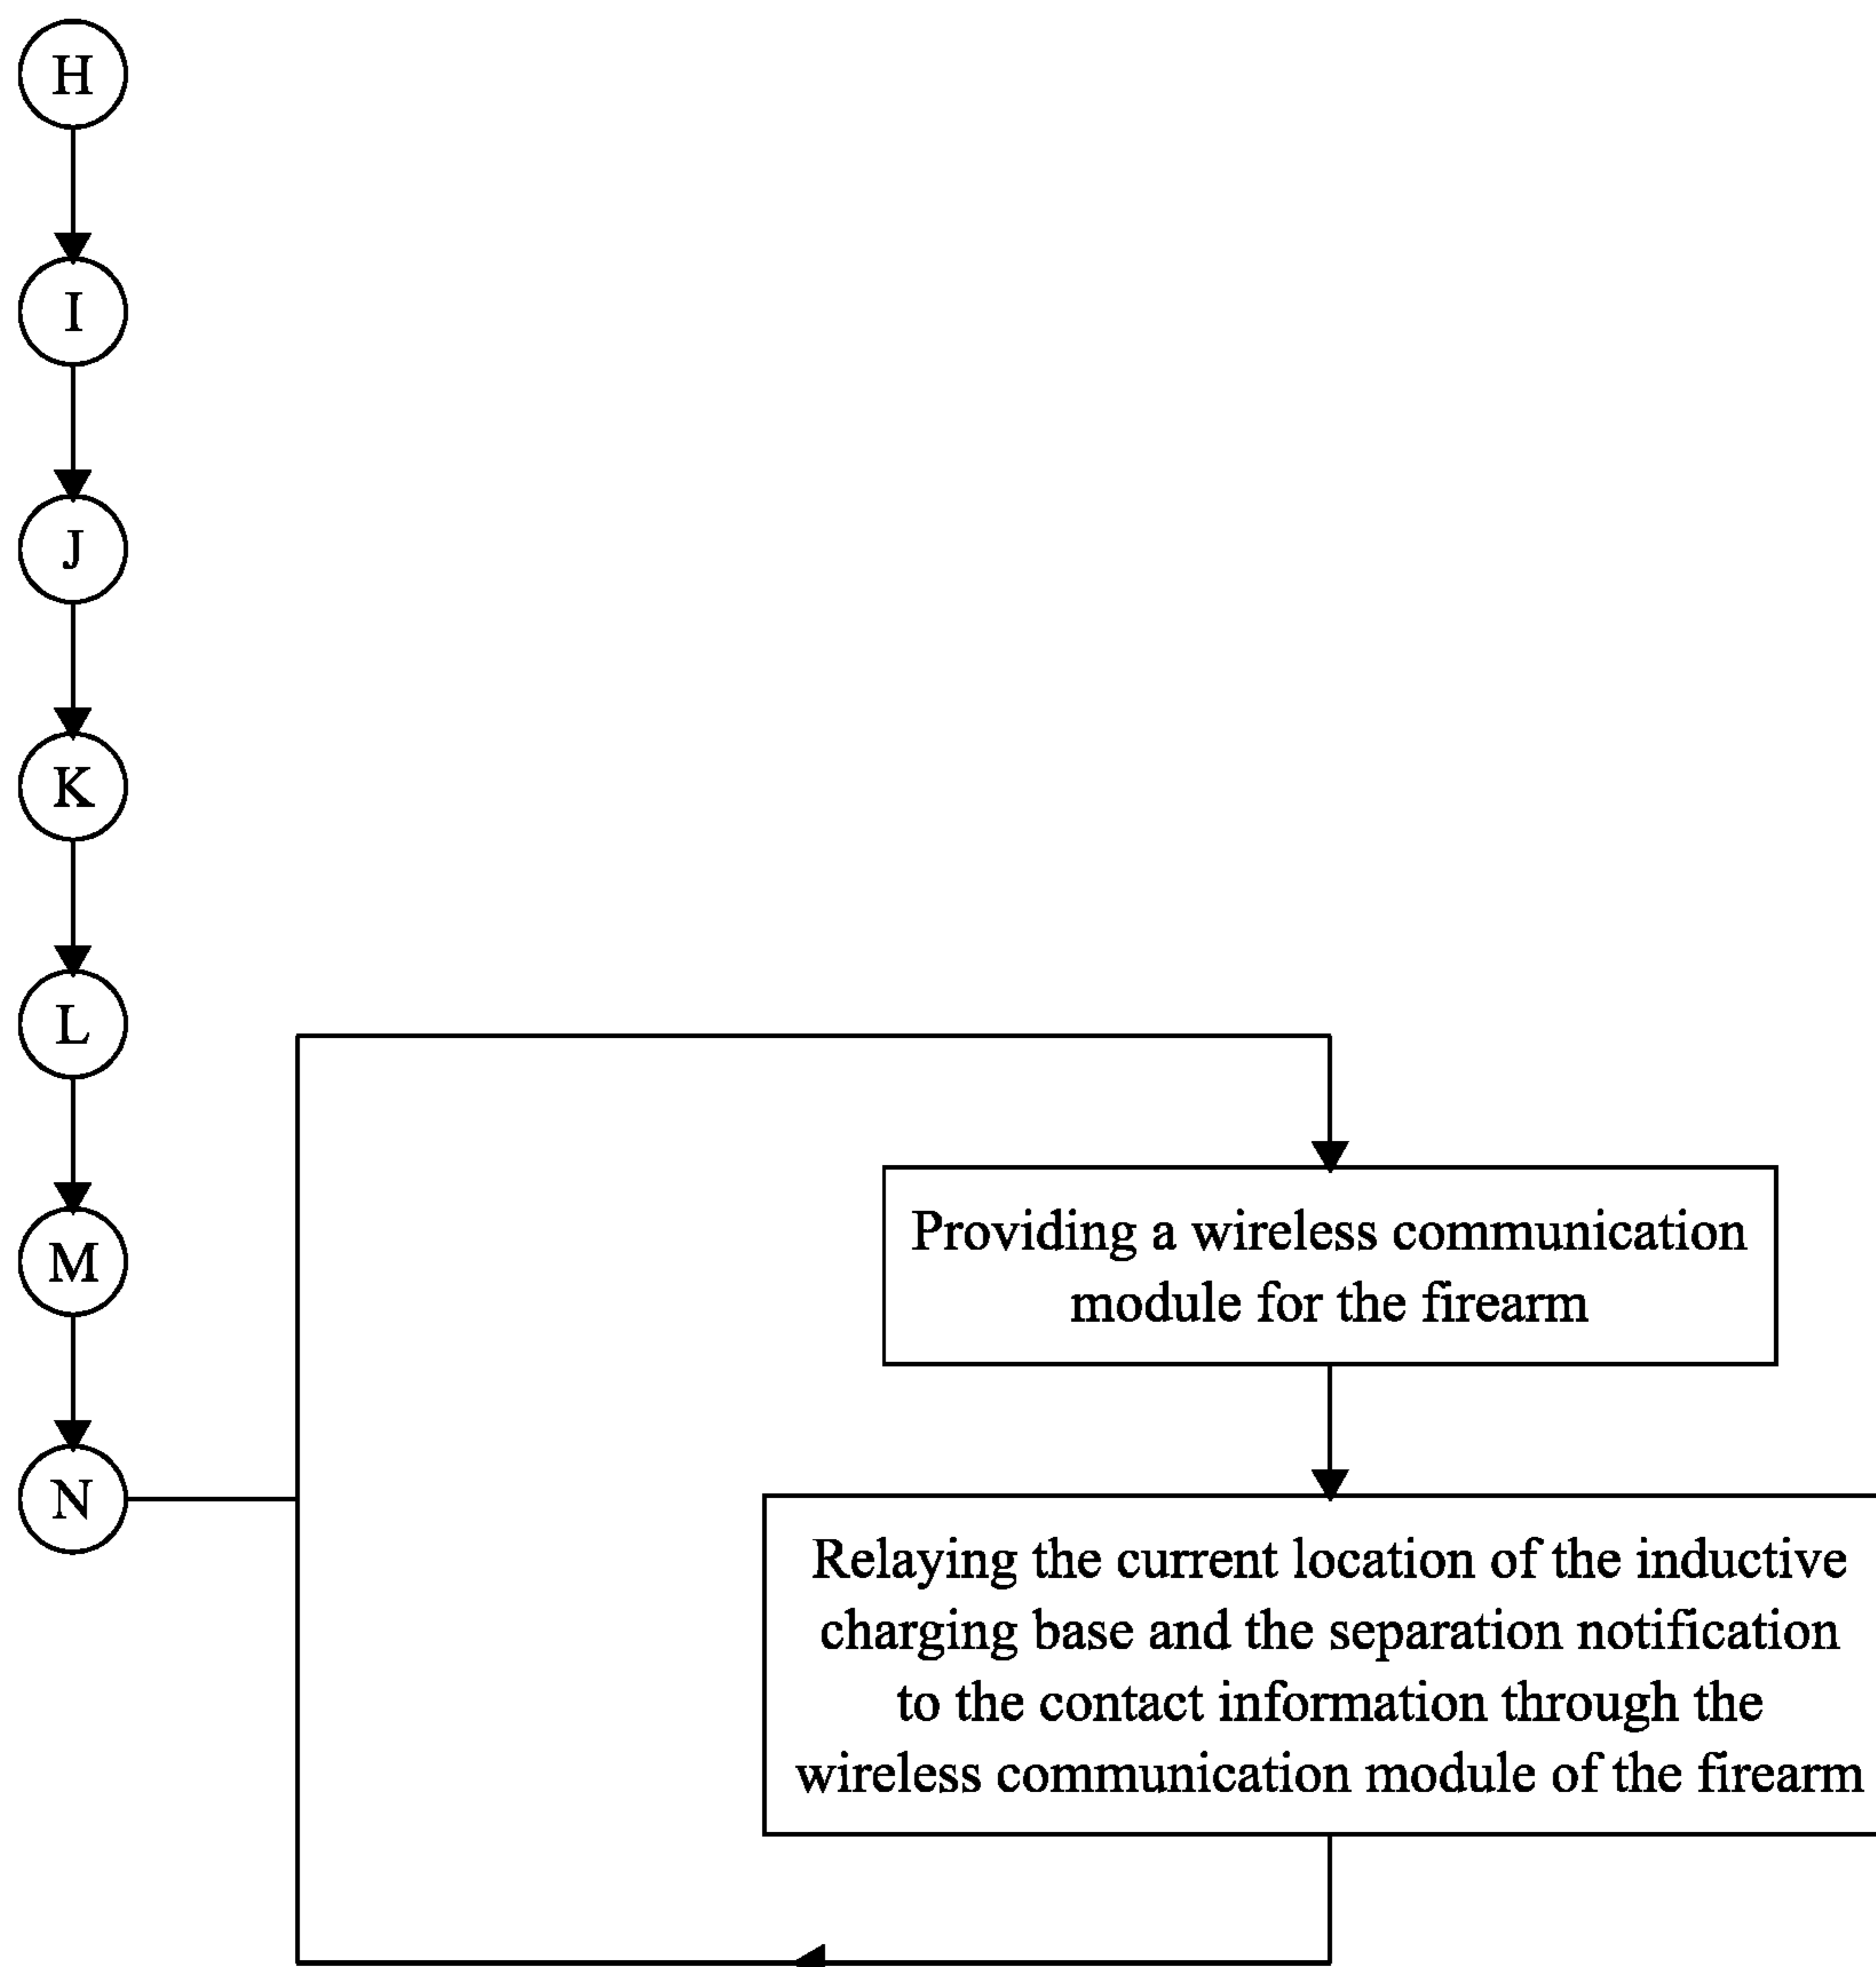 H
I
J
K
L
M
N
Providing a wireless communication
module for the firearm
Relaying the current location of the inductive
charging base and the separation notification
to the contact information through the
wireless communication module of the firearm